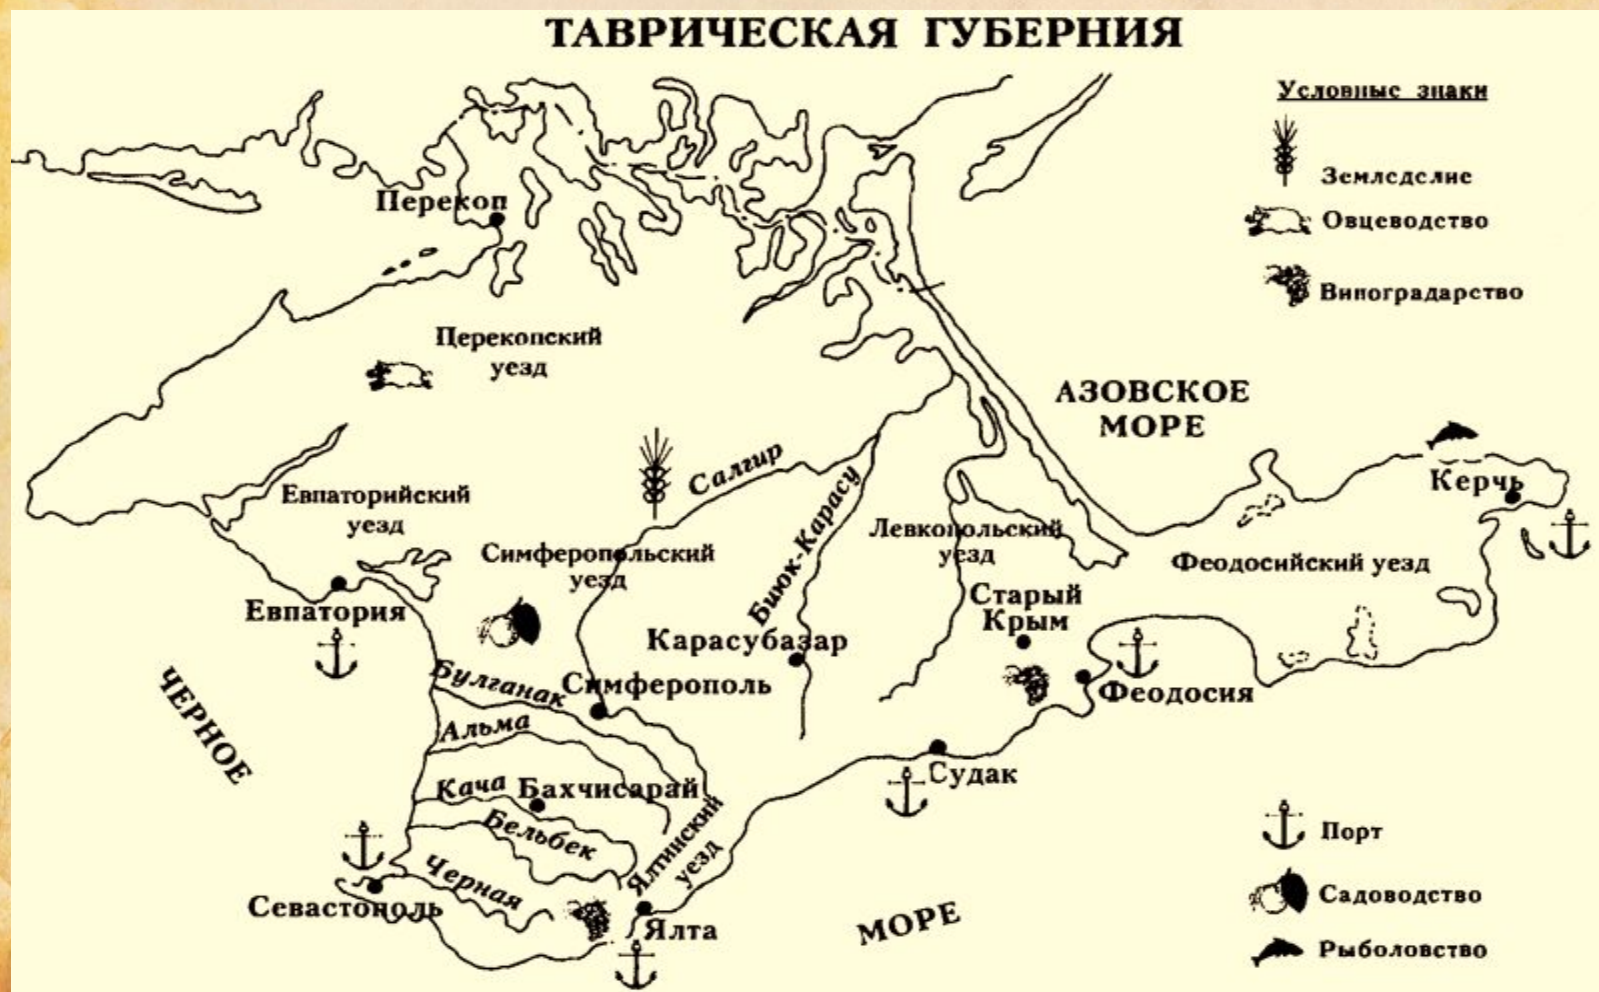 ТАВРИЧЕСКАЯ ГУБЕРНИЯ
Условные знаки
Земледелие
Овцеводство
Виноградарство
Перекоп
Перекопский
уезд
АЗОВСКОЕ
МОРЕ
Керчь
Салгир
Евпаторийский
уезд
Биюк-Карасу
Левкопольский
уезд
Симферопольский
уезд
Феодосийский уезд
Старый
Крым
Евпатория
Карасубазар
Булганак
Симферополь
Феодосия
ЧЕРНОЕ
Альма
Судак
Кача
Бахчисарай
Бельбек
Ялтинский
уезд
Порт
Черная
Садоводство
Севастополь
МОРЕ
Ялта
Рыболовство